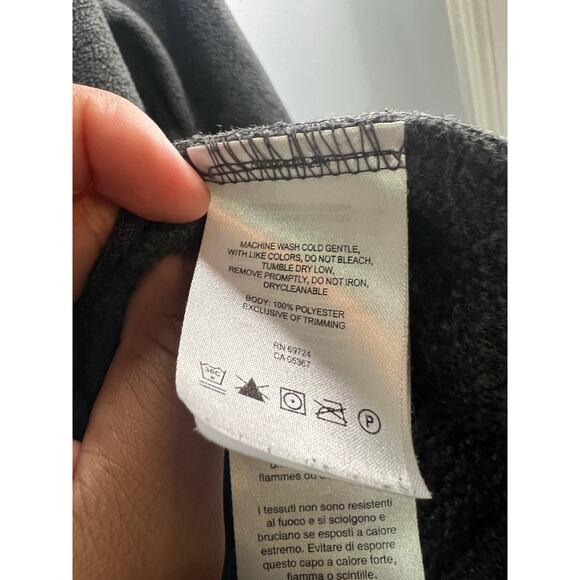 MACHINE WASH COLD GENTLE,
WITH LIKE COLORS, DO NOT BLEACH,
TUMBLE DRY LOW,
REMOVE PROMPTLY, DO NOT IRON,
DRYCLEANABLE
BODY: 100% POLYESTER
EXCLUSIVE OF TRIMMING
RN 69724
CA 05367
30C
P
flammes ou
I tessuti non sono resistenti
al fuoco e si sciolgono e
bruciano se esposti a calore
estremo. Evitare di esporre
questo capo a calore forte,
fiamma o scintille.